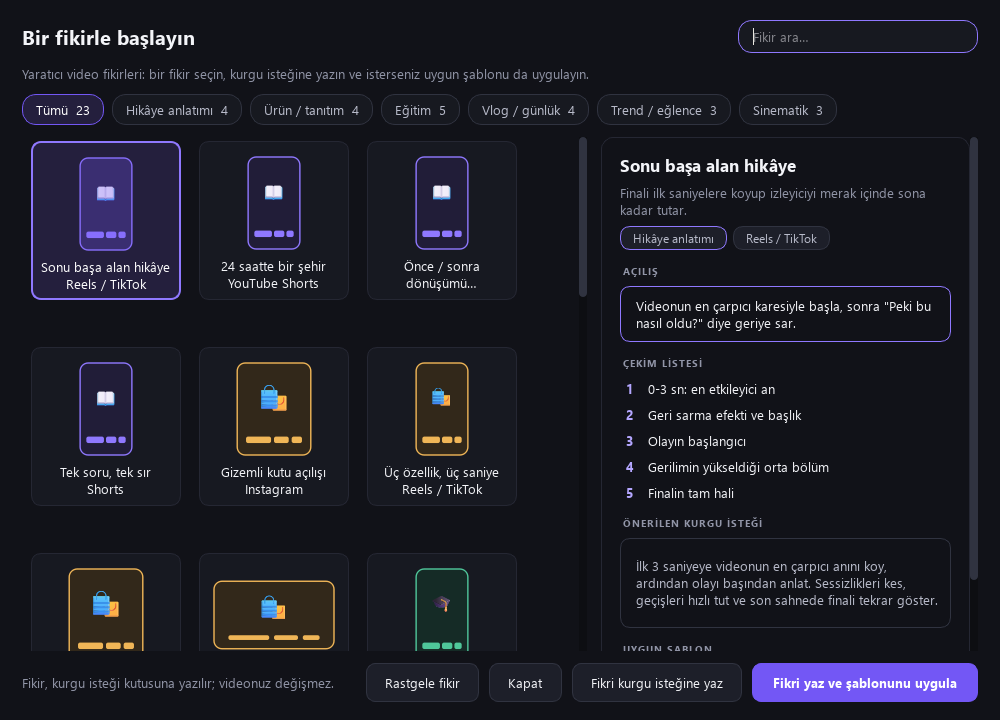 Bir fikirle başlayın
Fikir ara...
Yaratıcı video fikirleri: bir fikir seçin, kurgu isteğine yazın ve isterseniz uygun şablonu da uygulayın.
Tümü 23
Hikâye anlatımı 4
Ürün / tanıtım 4
Eğitim 5
Vlog / günlük 4
Trend / eğlence 3
Sinematik 3
Sonu başa alan hikâye
Reels / TikTok
24 saatte bir şehir
YouTube Shorts
Önce / sonra
dönüşümü...
Tek soru, tek sır
Shorts
Gizemli kutu açılışı
Instagram
Üç özellik, üç saniye
Reels / TikTok
Sonu başa alan hikâye
Finali ilk saniyelere koyup izleyiciyi merak içinde sona
kadar tutar.
Hikâye anlatımı
Reels / TikTok
AÇILIŞ
Videonun en çarpıcı karesiyle başla, sonra "Peki bu
nasıl oldu?" diye geriye sar.
ÇEKİM LİSTESİ
1 0-3 sn: en etkileyici an
2 Geri sarma efekti ve başlık
3 Olayın başlangıcı
4 Gerilimin yükseldiği orta bölüm
5 Finalin tam hali
ÖNERİLEN KURGU İSTEĞİ
İlk 3 saniyeye videonun en çarpıcı anını koy,
ardından olayı başından anlat. Sessizlikleri kes,
geçişleri hızlı tut ve son sahnede finali tekrar göster.
UYGUN ŞABLON
Fikir, kurgu isteği kutusuna yazılır; videonuz değişmez.
Rastgele fikir
Kapat
Fikri kurgu isteğine yaz
Fikri yaz ve şablonunu uygula